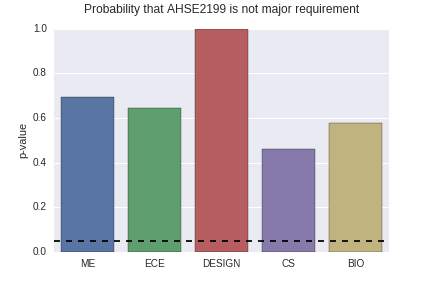 Probability that AHSE2199 is not major requirement
1.0
0.8
0.6
0.4
0.2
0.0
p-value
ME ECE DESIGN CS BIO